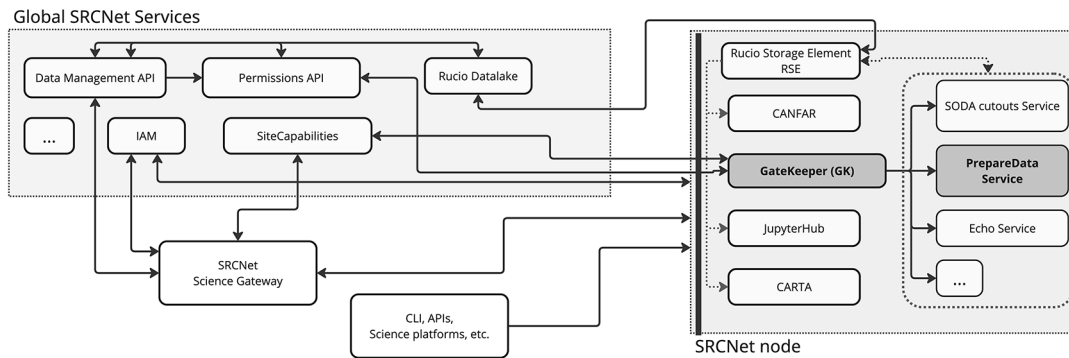 Global SRCNet Services
Data Management API
Permissions API
Rucio Datalake
...
IAM
SiteCapabilities
SRCNet
Science Gateway
CLI, APIs,
Science platforms, etc.
Rucio Storage Element
RSE
CANFAR
GateKeeper (GK)
JupyterHub
CARTA
SODA cutouts Service
PrepareData
Service
Echo Service
...
SRCNet node